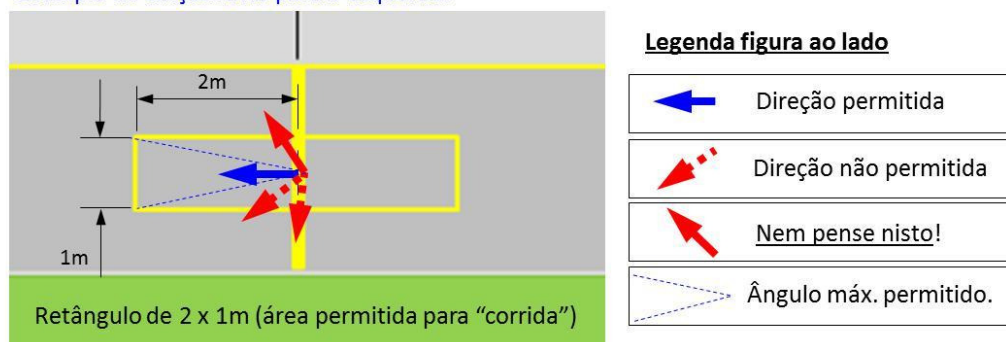 Legenda figura ao lado
2m
Direção permitida
Direção não permitida
Nem pense nisto!
1m
Ângulo máx. permitido.
Retângulo de 2 x 1m (área permitida para “corrida”)